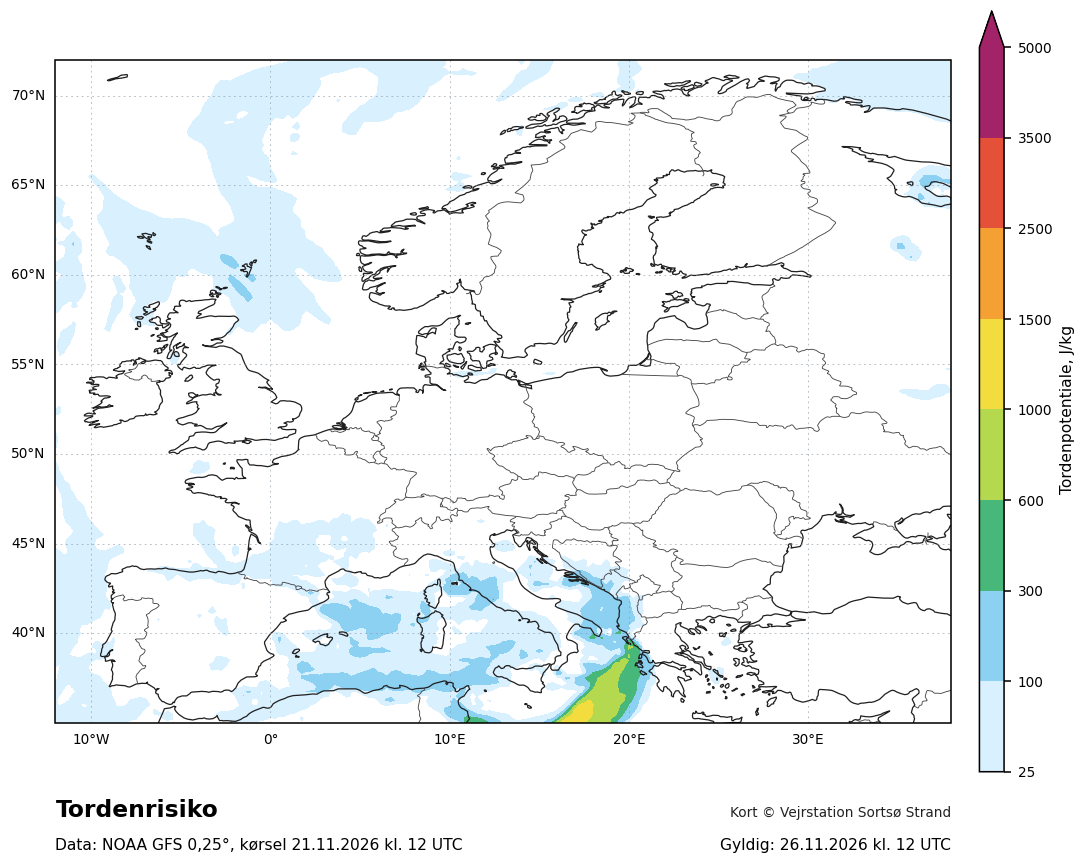 70°N
65°N
60°N
55°N
50°N
45°N
40°N
10°W
0°
10°E
20°E
30°E
5000
3500
2500
1500
1000
600
300
100
25
Tordenpotentiale, J/kg
Tordenrisiko
Kort © Vejrstation Sortsø Strand
Data: NOAA GFS 0,25°, kørsel 21.11.2026 kl. 12 UTC
Gyldig: 26.11.2026 kl. 12 UTC